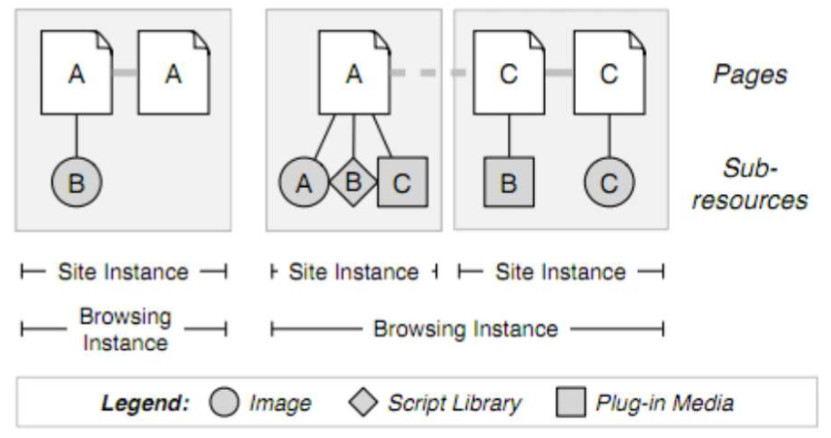 A A A C C Pages
B A B C B C Sub-
resources
Site Instance Site Instance Site Instance
Browsing
Instance
Browsing Instance
Legend: Image Script Library Plug-in Media